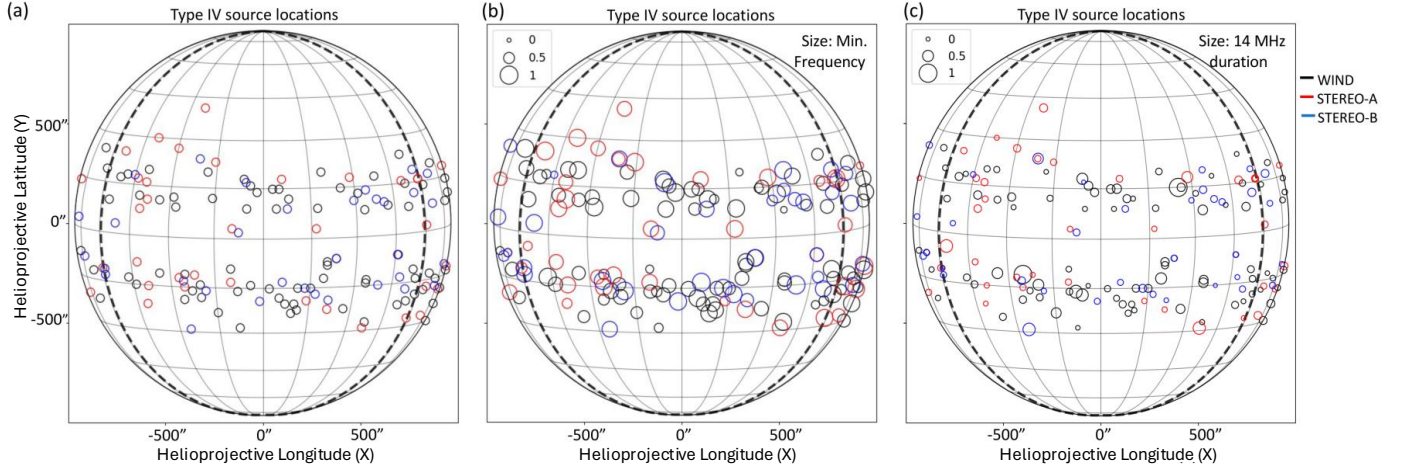 (a)
Type IV source locations
500"
0"
-500"
-500"
0"
500"
Helioprojective Latitude (Y)
Helioprojective Longitude (X)
(b)
Type IV source locations
0
0.5
1
Size: Min.
Frequency
-500"
0"
500"
Helioprojective Longitude (X)
(c)
Type IV source locations
0
0.5
1
Size: 14 MHz
duration
-500"
0"
500"
Helioprojective Longitude (X)
WIND
STEREO-A
STEREO-B